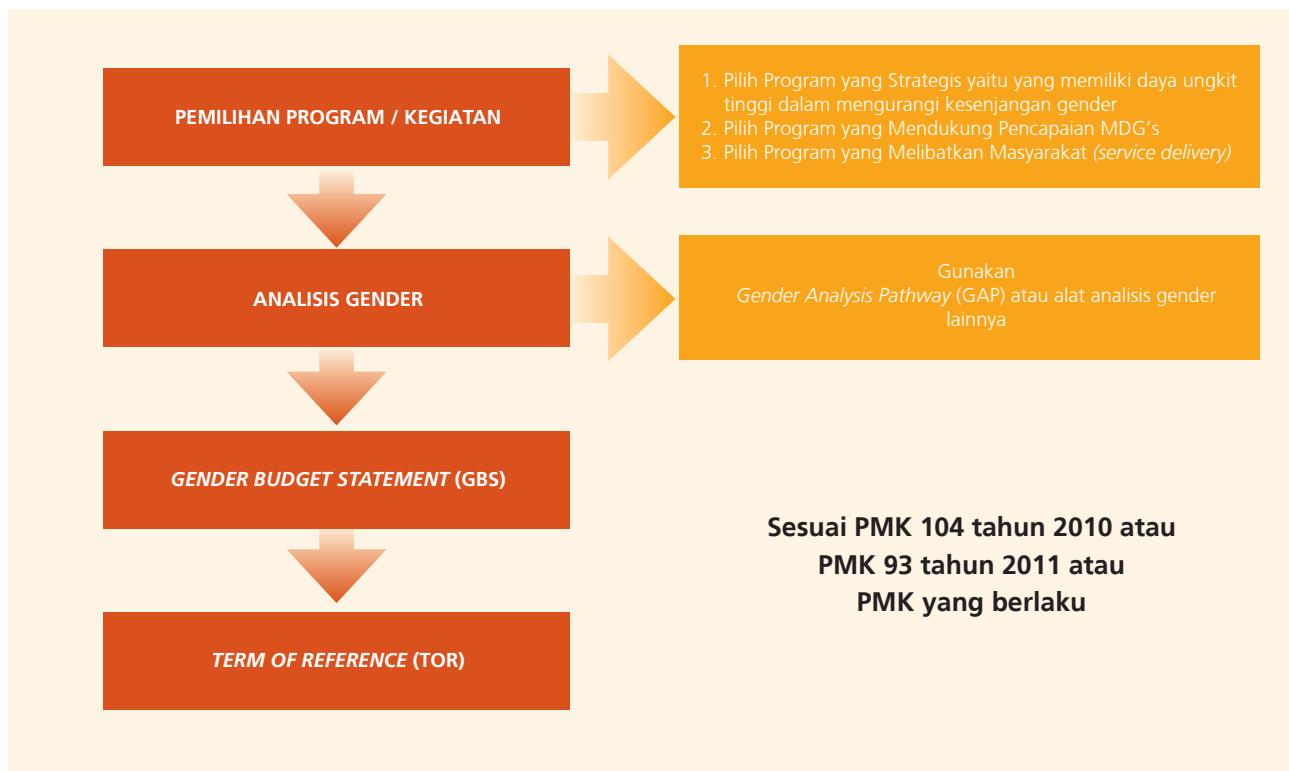 PEMILIHAN PROGRAM / KEGIATAN
1. Pilih Program yang Strategis yaitu yang memiliki daya ungkit
tinggi dalam mengurangi kesenjangan gender
2. Pilih Program yang Mendukung Pencapaian MDG's
3. Pilih Program yang Melibatkan Masyarakat (service delivery)
ANALISIS GENDER
Gunakan
Gender Analysis Pathway (GAP) atau alat analisis gender
lainnya
GENDER BUDGET STATEMENT (GBS)
Sesuai PMK 104 tahun 2010 atau
PMK 93 tahun 2011 atau
PMK yang berlaku
TERM OF REFERENCE (TOR)